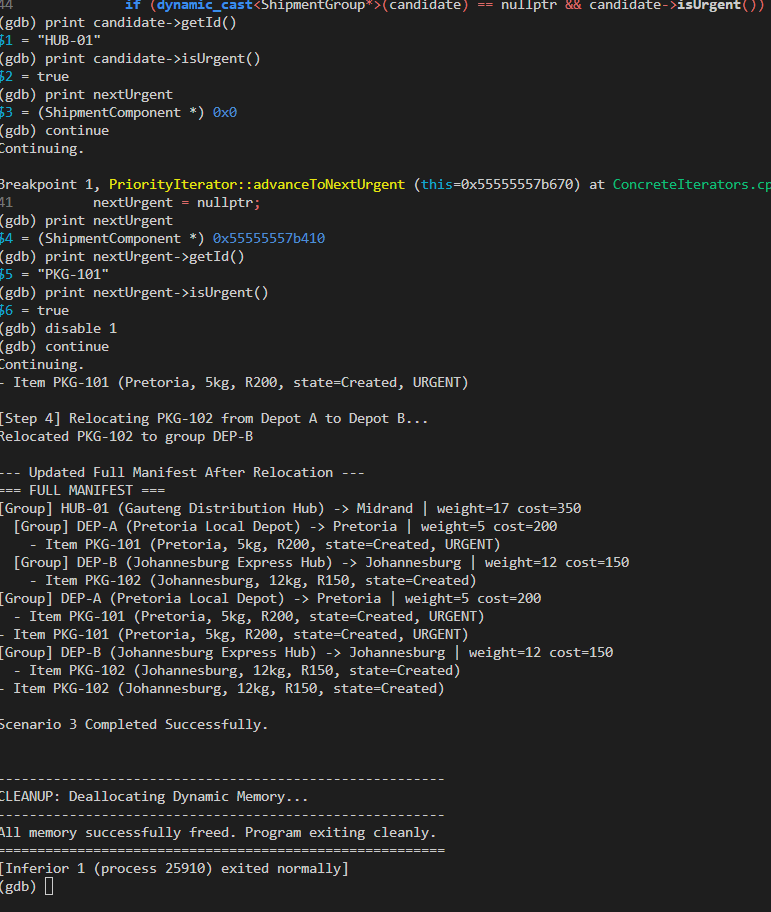 44              if (dynamic_cast<ShipmentGroup*>(candidate) == nullptr && candidate->isUrgent())
(gdb) print candidate->getId()
$1 = "HUB-01"
(gdb) print candidate->isUrgent()
$2 = true
(gdb) print nextUrgent
$3 = (ShipmentComponent *) 0x0
(gdb) continue
Continuing.

Breakpoint 1, PriorityIterator::advanceToNextUrgent (this=0x55555557b670) at ConcreteIterators.cp
41          nextUrgent = nullptr;
(gdb) print nextUrgent
$4 = (ShipmentComponent *) 0x55555557b410
(gdb) print nextUrgent->getId()
$5 = "PKG-101"
(gdb) print nextUrgent->isUrgent()
$6 = true
(gdb) disable 1
(gdb) continue
Continuing.
- Item PKG-101 (Pretoria, 5kg, R200, state=Created, URGENT)

[Step 4] Relocating PKG-102 from Depot A to Depot B...
Relocated PKG-102 to group DEP-B

--- Updated Full Manifest After Relocation ---
=== FULL MANIFEST ===
[Group] HUB-01 (Gauteng Distribution Hub) -> Midrand | weight=17 cost=350
  [Group] DEP-A (Pretoria Local Depot) -> Pretoria | weight=5 cost=200
    - Item PKG-101 (Pretoria, 5kg, R200, state=Created, URGENT)
  [Group] DEP-B (Johannesburg Express Hub) -> Johannesburg | weight=12 cost=150
    - Item PKG-102 (Johannesburg, 12kg, R150, state=Created)
[Group] DEP-A (Pretoria Local Depot) -> Pretoria | weight=5 cost=200
  - Item PKG-101 (Pretoria, 5kg, R200, state=Created, URGENT)
- Item PKG-101 (Pretoria, 5kg, R200, state=Created, URGENT)
[Group] DEP-B (Johannesburg Express Hub) -> Johannesburg | weight=12 cost=150
  - Item PKG-102 (Johannesburg, 12kg, R150, state=Created)
- Item PKG-102 (Johannesburg, 12kg, R150, state=Created)

Scenario 3 Completed Successfully.

--------------------------------------------------------
CLEANUP: Deallocating Dynamic Memory...
--------------------------------------------------------
All memory successfully freed. Program exiting cleanly.
========================================================
[Inferior 1 (process 25910) exited normally]
(gdb)